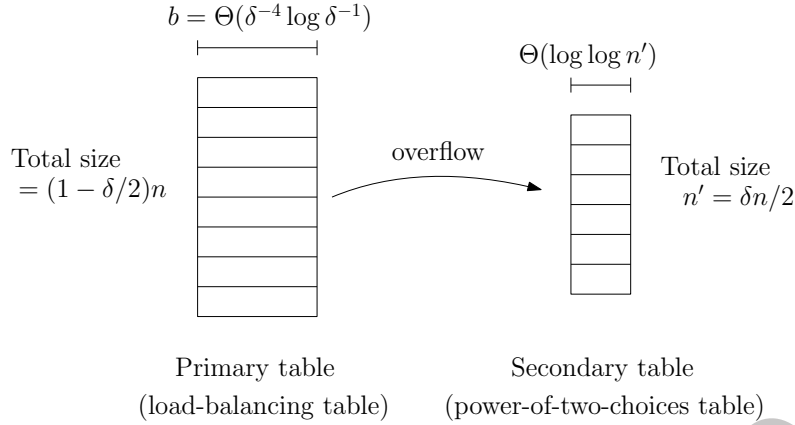 b = Θ(δ⁻⁴ log δ⁻¹)
Θ(log log n′)
Total size
= (1 − δ/2)n
overflow
Total size
n′ = δn/2
Primary table
(load-balancing table)
Secondary table
(power-of-two-choices table)